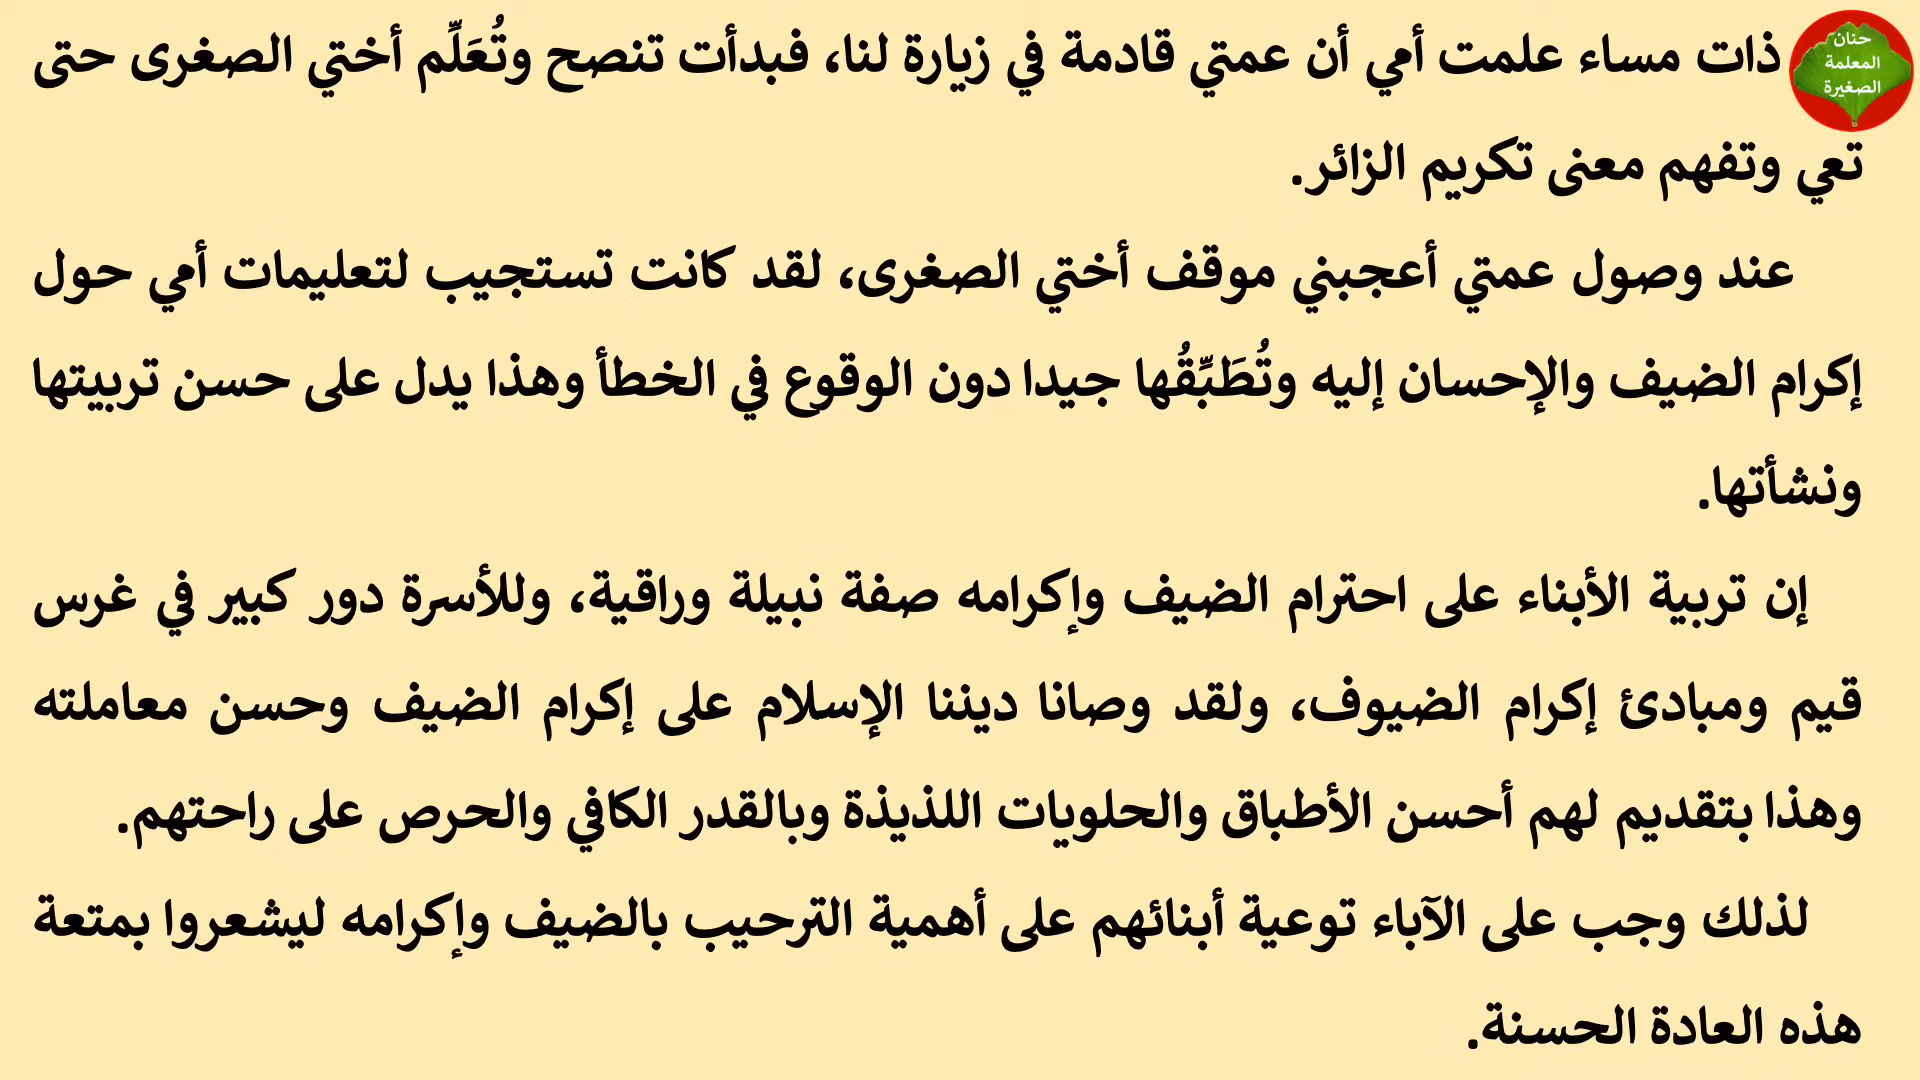 حنان
المعلمة
الصغيرة
ذات مساء علمت أمي أن عمتي قادمة في زيارة لنا، فبدأت تنصح وتُعَلِّم أختي الصغرى حتى
تعي وتفهم معنى تكريم الزائر.
عند وصول عمتي أعجبني موقف أختي الصغرى، لقد كانت تستجيب لتعليمات أمي حول
إكرام الضيف والإحسان إليه وتُطَبِّقُها جيدا دون الوقوع في الخطأ وهذا يدل على حسن تربيتها
ونشأتها.
إن تربية الأبناء على احترام الضيف وإكرامه صفة نبيلة وراقية، وللأسرة دور كبير في غرس
قيم ومبادئ إكرام الضيوف، ولقد وصانا ديننا الإسلام على إكرام الضيف وحسن معاملته
وهذا بتقديم لهم أحسن الأطباق والحلويات اللذيذة وبالقدر الكافي والحرص على راحتهم.
لذلك وجب على الآباء توعية أبنائهم على أهمية الترحيب بالضيف وإكرامه ليشعروا بمتعة
هذه العادة الحسنة.